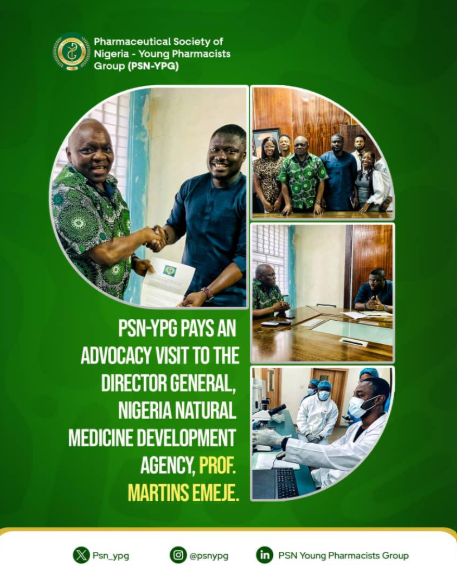 Pharmaceutical Society of
Nigeria - Young Pharmacists
Group (PSN-YPG)
PSN-YPG PAYS AN
ADVOCACY VISIT TO THE
DIRECTOR GENERAL,
NIGERIA NATURAL
MEDICINE DEVELOPMENT
AGENCY, PROF.
MARTINS EMEJE.
Psn_ypg
@psnypg
PSN Young Pharmacists Group